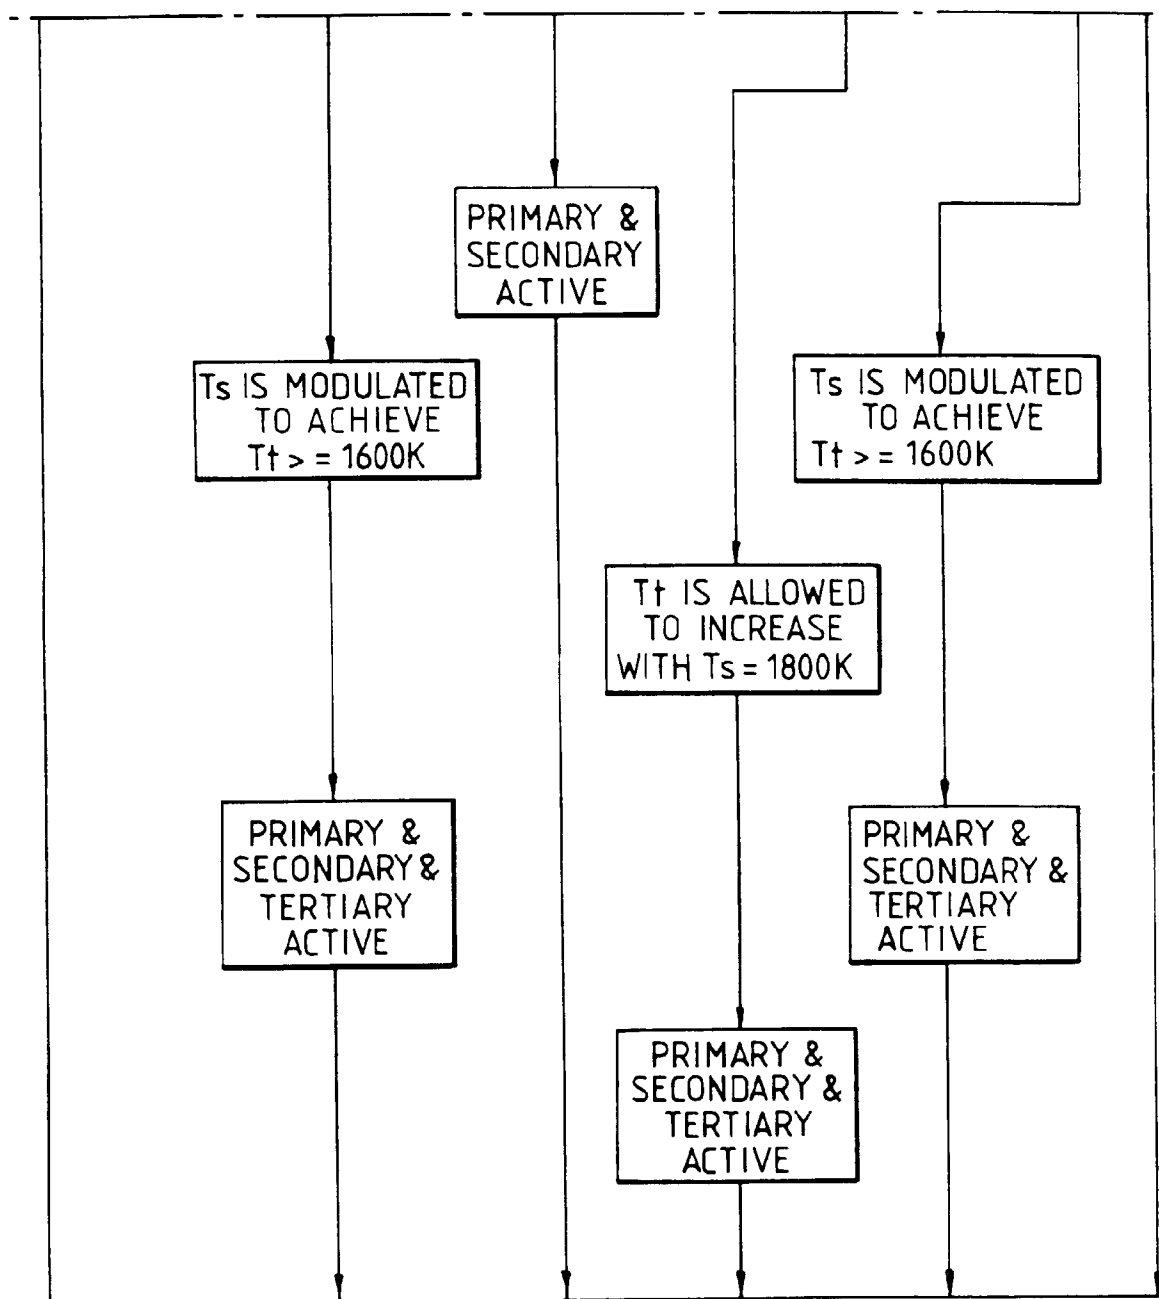 PRIMARY &
SECONDARY
ACTIVE
Ts IS MODULATED
TO ACHIEVE
Tt > = 1600K
Ts IS MODULATED
TO ACHIEVE
Tt > = 1600K
Tt IS ALLOWED
TO INCREASE
WITH Ts = 1800K
PRIMARY &
SECONDARY &
TERTIARY
ACTIVE
PRIMARY &
SECONDARY &
TERTIARY
ACTIVE
PRIMARY &
SECONDARY &
TERTIARY
ACTIVE